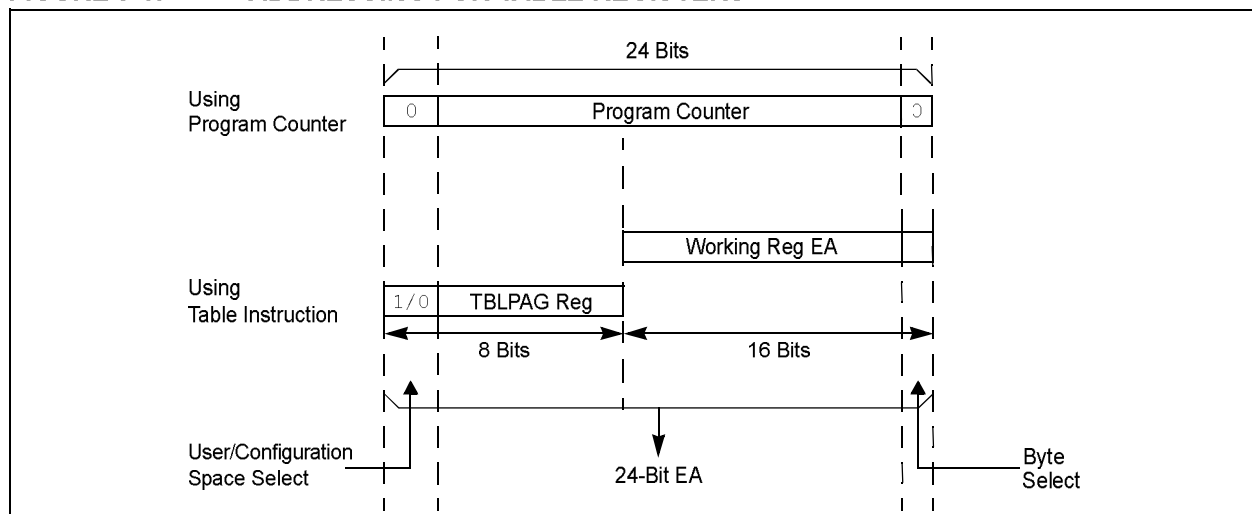 24 Bits
Using
Program Counter
0
Program Counter
0
Working Reg EA
Using
Table Instruction
1/0
TBLPAG Reg
8 Bits
16 Bits
User/Configuration
Space Select
24-Bit EA
Byte
Select